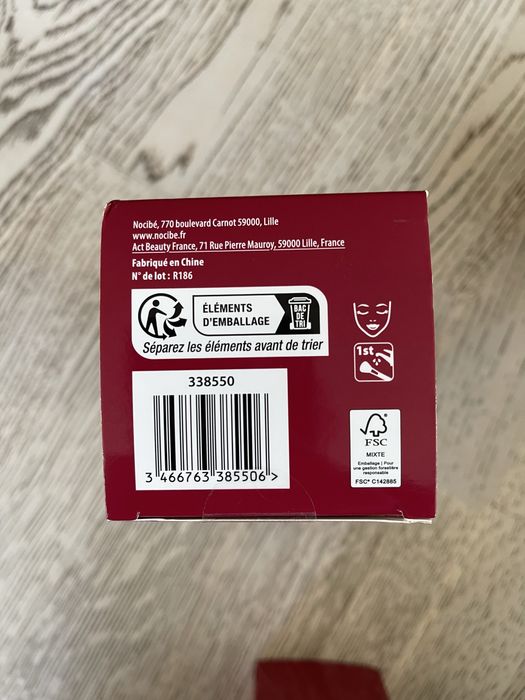 Nocibé, 770 boulevard Carnot 59000, Lille
www.nocibe.fr
Act Beauty France, 71 Rue Pierre Mauroy, 59000 Lille, France
Fabriqué en Chine
N° de lot : R186
ÉLÉMENTS
D'EMBALLAGE
BAC
DE
TRI
Séparez les éléments avant de trier
1st
338550
3 466763 385506 >
FSC
MIXTE
Emballage | Pour
une gestion forestière
responsable
FSC® C142885